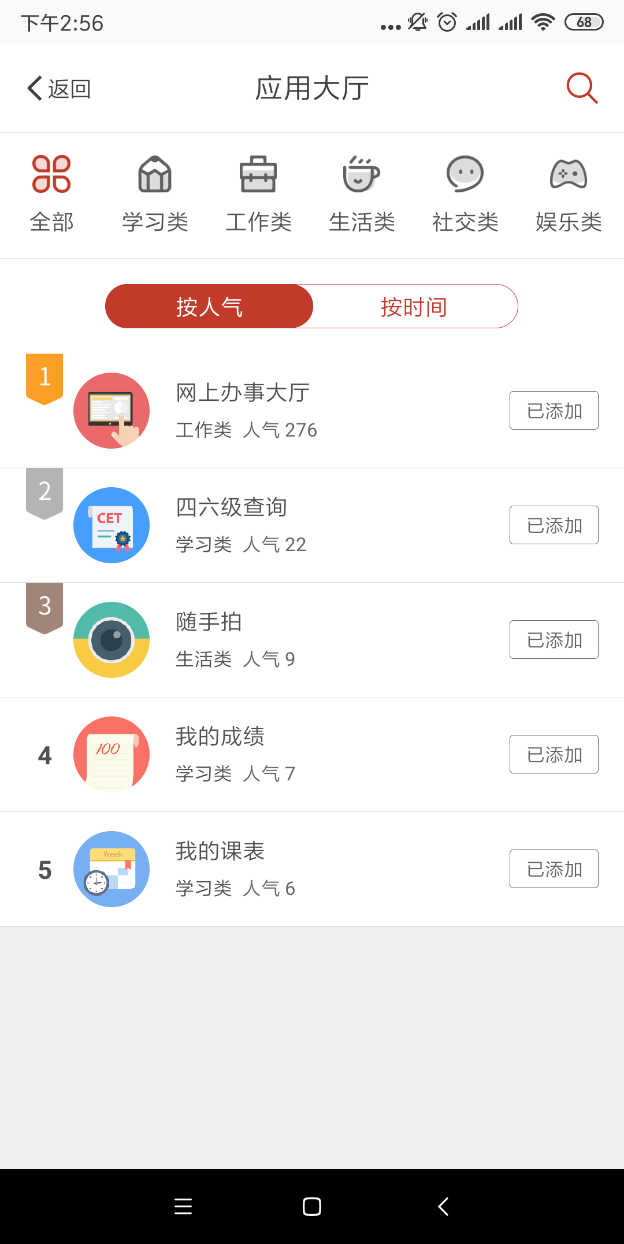 下午2:56
68
返回
应用大厅
全部
学习类
工作类
生活类
社交类
娱乐类
按人气
按时间
1
网上办事大厅
工作类 人气 276
已添加
2
CET
四六级查询
学习类 人气 22
已添加
3
随手拍
生活类 人气 9
已添加
4
100
我的成绩
学习类 人气 7
已添加
5
Week
我的课表
学习类 人气 6
已添加